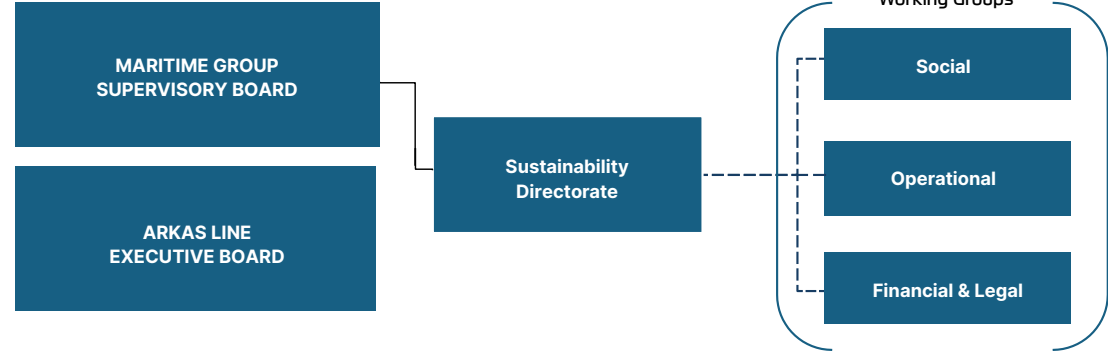 Working Groups
MARITIME GROUP
SUPERVISORY BOARD
ARKAS LINE
EXECUTIVE BOARD
Sustainability
Directorate
Social
Operational
Financial & Legal